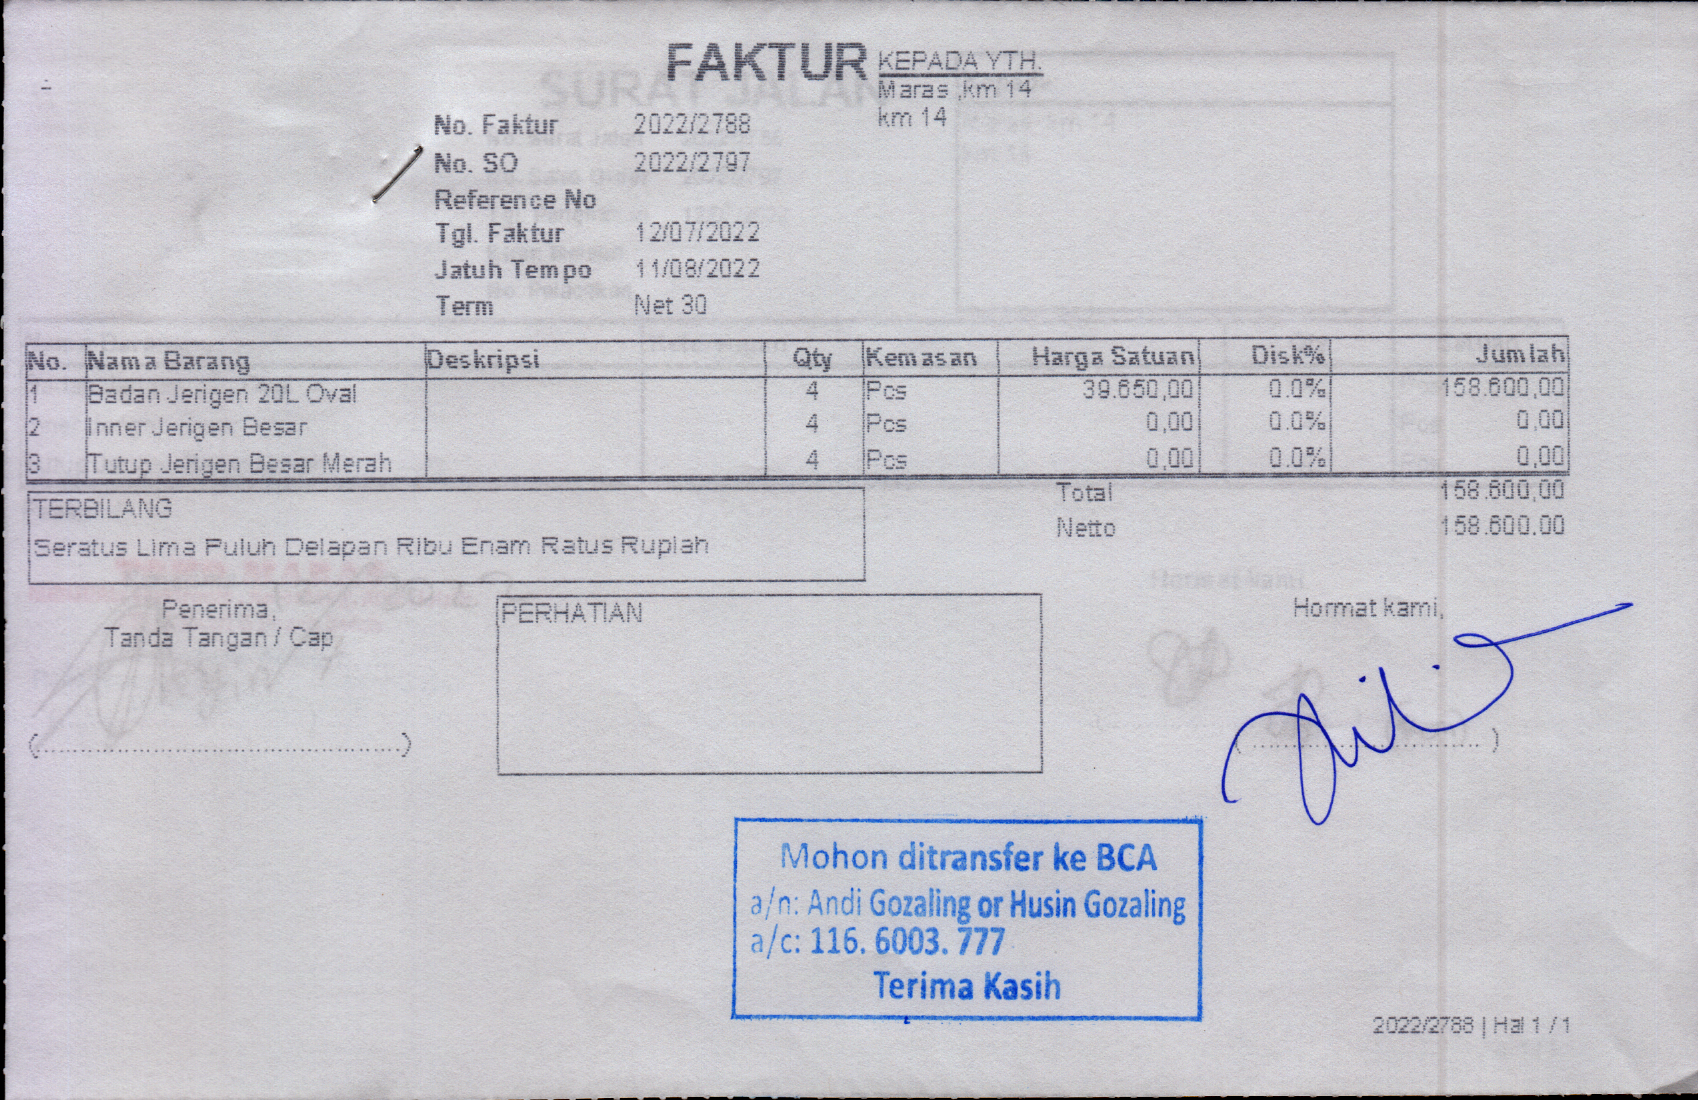 FAKTUR
KEPADA YTH.
Maras ,km 14
km 14
No. Faktur 2022/2788
No. SO 2022/2797
Reference No
Tgl. Faktur 12/07/2022
Jatuh Tempo 11/08/2022
Term Net 30
No. Nama Barang Deskripsi Qty Kemasan Harga Satuan Disk% Jumlah
1 Badan Jerigen 20L Oval 4 Pcs 39.650,00 0.0% 158.600,00
2 Inner Jerigen Besar 4 Pcs 0,00 0.0% 0,00
3 Tutup Jerigen Besar Merah 4 Pcs 0,00 0.0% 0,00
TERBILANG
Seratus Lima Puluh Delapan Ribu Enam Ratus Rupiah
Total 158.600,00
Netto 158.600.00
Penerima,
Tanda Tangan / Cap
(..........................................)
PERHATIAN
Hormat kami,
( .......................... )
Mohon ditransfer ke BCA
a/n: Andi Gozaling or Husin Gozaling
a/c: 116. 6003. 777
Terima Kasih
2022/2788 | Hal 1 / 1
SURAT JALAN